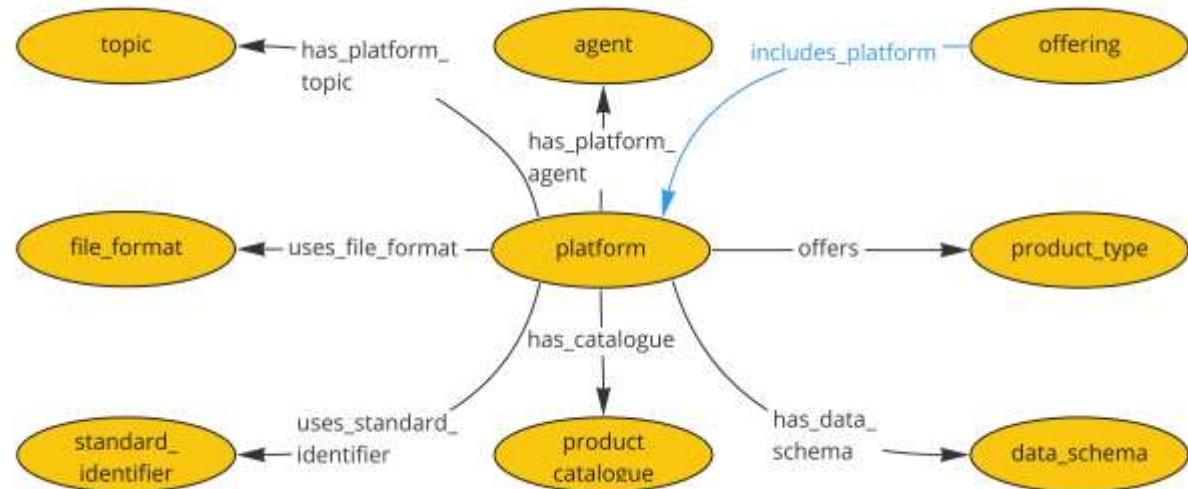 topic
has_platform_
topic
agent
includes_platform
offering
has_platform_
agent
file_format
uses_file_format
platform
offers
product_type
has_catalogue
standard_
identifier
uses_standard_
identifier
product
catalogue
has_data_
schema
data_schema